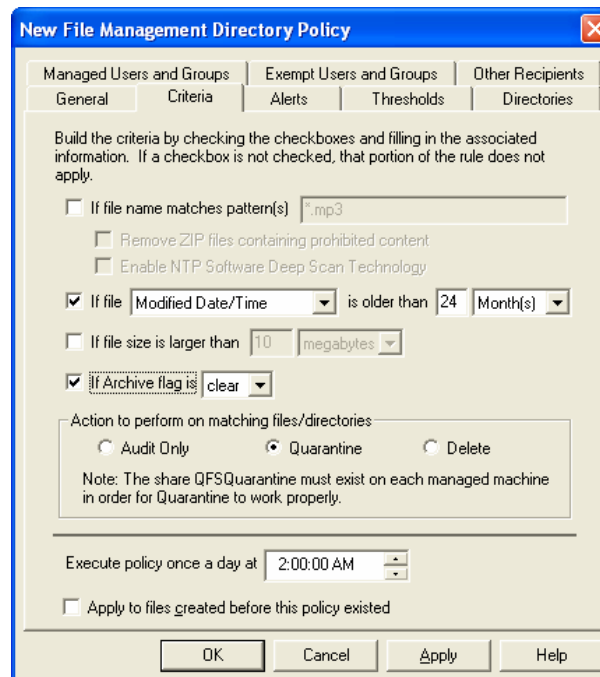 New File Management Directory Policy
Managed Users and Groups Exempt Users and Groups Other Recipients
General Criteria Alerts Thresholds Directories
Build the criteria by checking the checkboxes and filling in the associated
information. If a checkbox is not checked, that portion of the rule does not
apply.
If file name matches pattern(s) *.mp3
Remove ZIP files containing prohibited content
Enable NTP Software Deep Scan Technology
If file Modified Date/Time is older than 24 Month(s)
If file size is larger than 10 megabytes
If Archive flag is clear
Action to perform on matching files/directories
Audit Only Quarantine Delete
Note: The share QFSQuarantine must exist on each managed machine
in order for Quarantine to work properly.
Execute policy once a day at 2:00:00 AM
Apply to files created before this policy existed
OK Cancel Apply Help